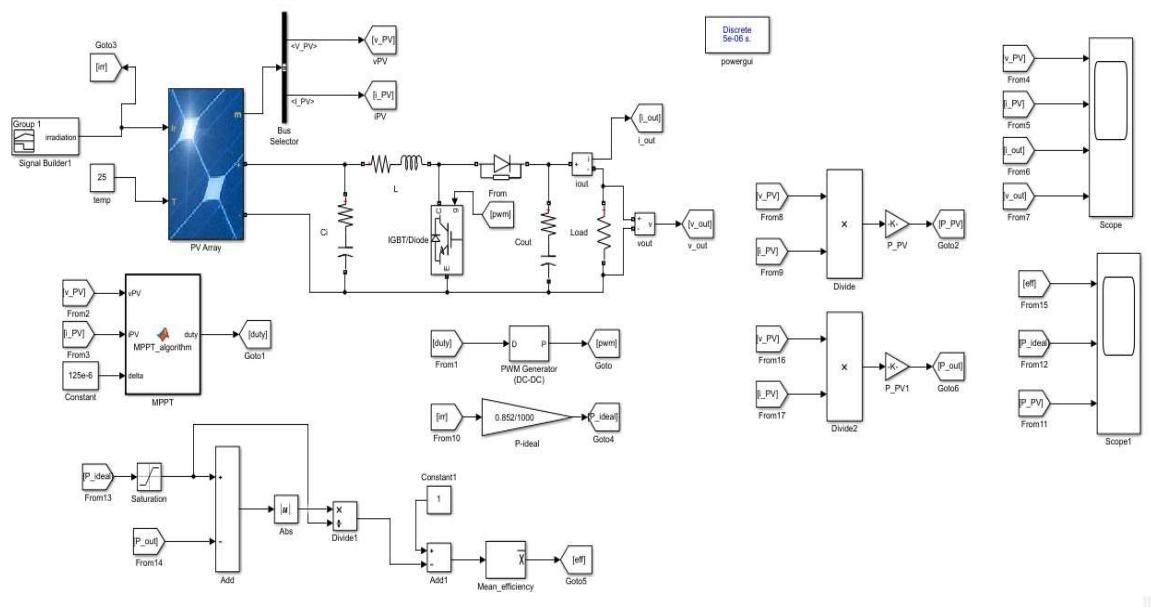 Goto3
[irr]
Group 1
irradiation
Signal Builder1
25
temp
Ir
T
m
+
-
PV Array
<V_PV>
<I_PV>
Bus
Selector
[v_PV]
vPV
[i_PV]
iPV
Discrete
5e-06 s.
powergui
L
Ci
IGBT/Diode
C
g
E
From
[pwm]
Cout
+
i
-
iout
[i_out]
i_out
Load
+
-
v
vout
[v_out]
v_out
[v_PV]
From2
[i_PV]
From3
125e-6
Constant
vPV
iPV
delta
MPPT_algorithm
duty
MPPT
[duty]
Goto1
[duty]
From1
D
P
PWM Generator
(DC-DC)
[pwm]
Goto
[irr]
From10
0.852/1000
P-ideal
[P_ideal]
Goto4
[v_PV]
From8
[i_PV]
From9
×
Divide
-K-
P_PV
[P_PV]
Goto2
[v_PV]
From16
[i_PV]
From17
×
Divide2
-K-
P_PV1
[P_out]
Goto6
[v_PV]
From4
[i_PV]
From5
[i_out]
From6
[v_out]
From7
Scope
[eff]
From15
[P_ideal]
From12
[P_PV]
From11
Scope1
[P_ideal]
From13
Saturation
[P_out]
From14
+
-
Add
|u|
Abs
×
÷
Divide1
Constant1
1
+
-
Add1
x
Mean_efficiency
[eff]
Goto5